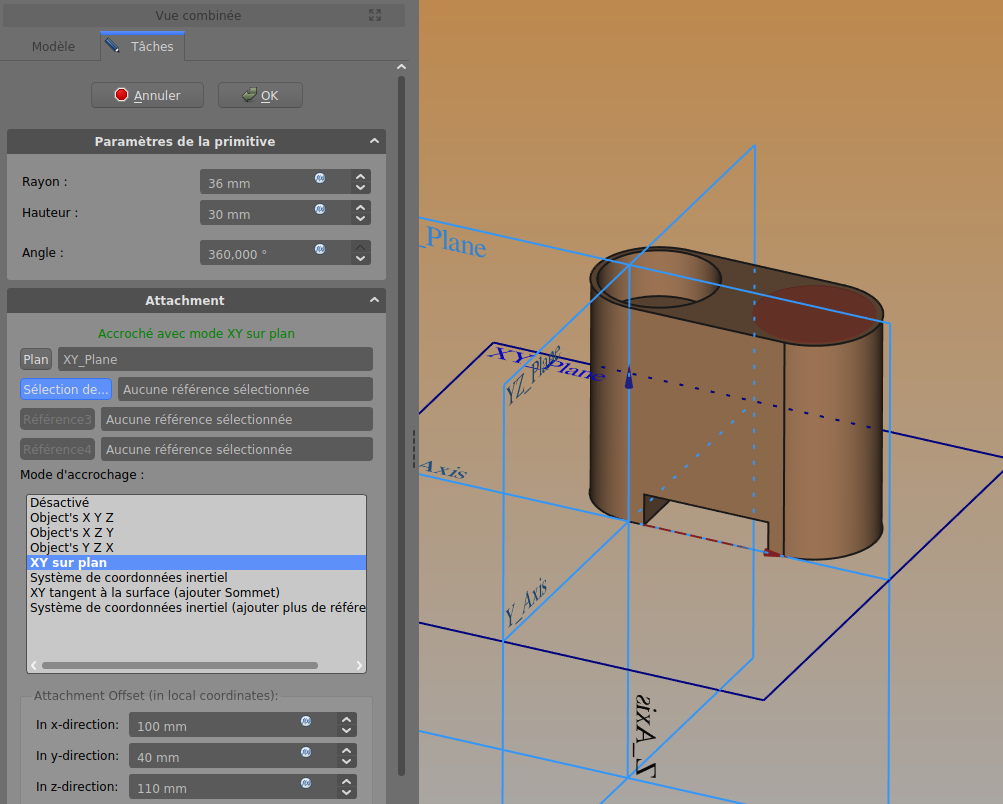 Vue combinée
Modèle
Tâches
Annuler
OK
Paramètres de la primitive
Rayon :
36 mm
Hauteur :
30 mm
Angle :
360,000 °
Attachment
Accroché avec mode XY sur plan
Plan
XY_Plane
Sélection de...
Aucune référence sélectionnée
Référence3
Aucune référence sélectionnée
Référence4
Aucune référence sélectionnée
Mode d'accrochage :
Désactivé
Object's X Y Z
Object's X Z Y
Object's Y Z X
XY sur plan
Système de coordonnées inertiel
XY tangent à la surface (ajouter Sommet)
Système de coordonnées inertiel (ajouter plus de référe
Attachment Offset (in local coordinates):
In x-direction:
100 mm
In y-direction:
40 mm
In z-direction:
110 mm
_Plane
XY_Plane
YZ_Plane
Axis
Y_Axis
Z_Axis